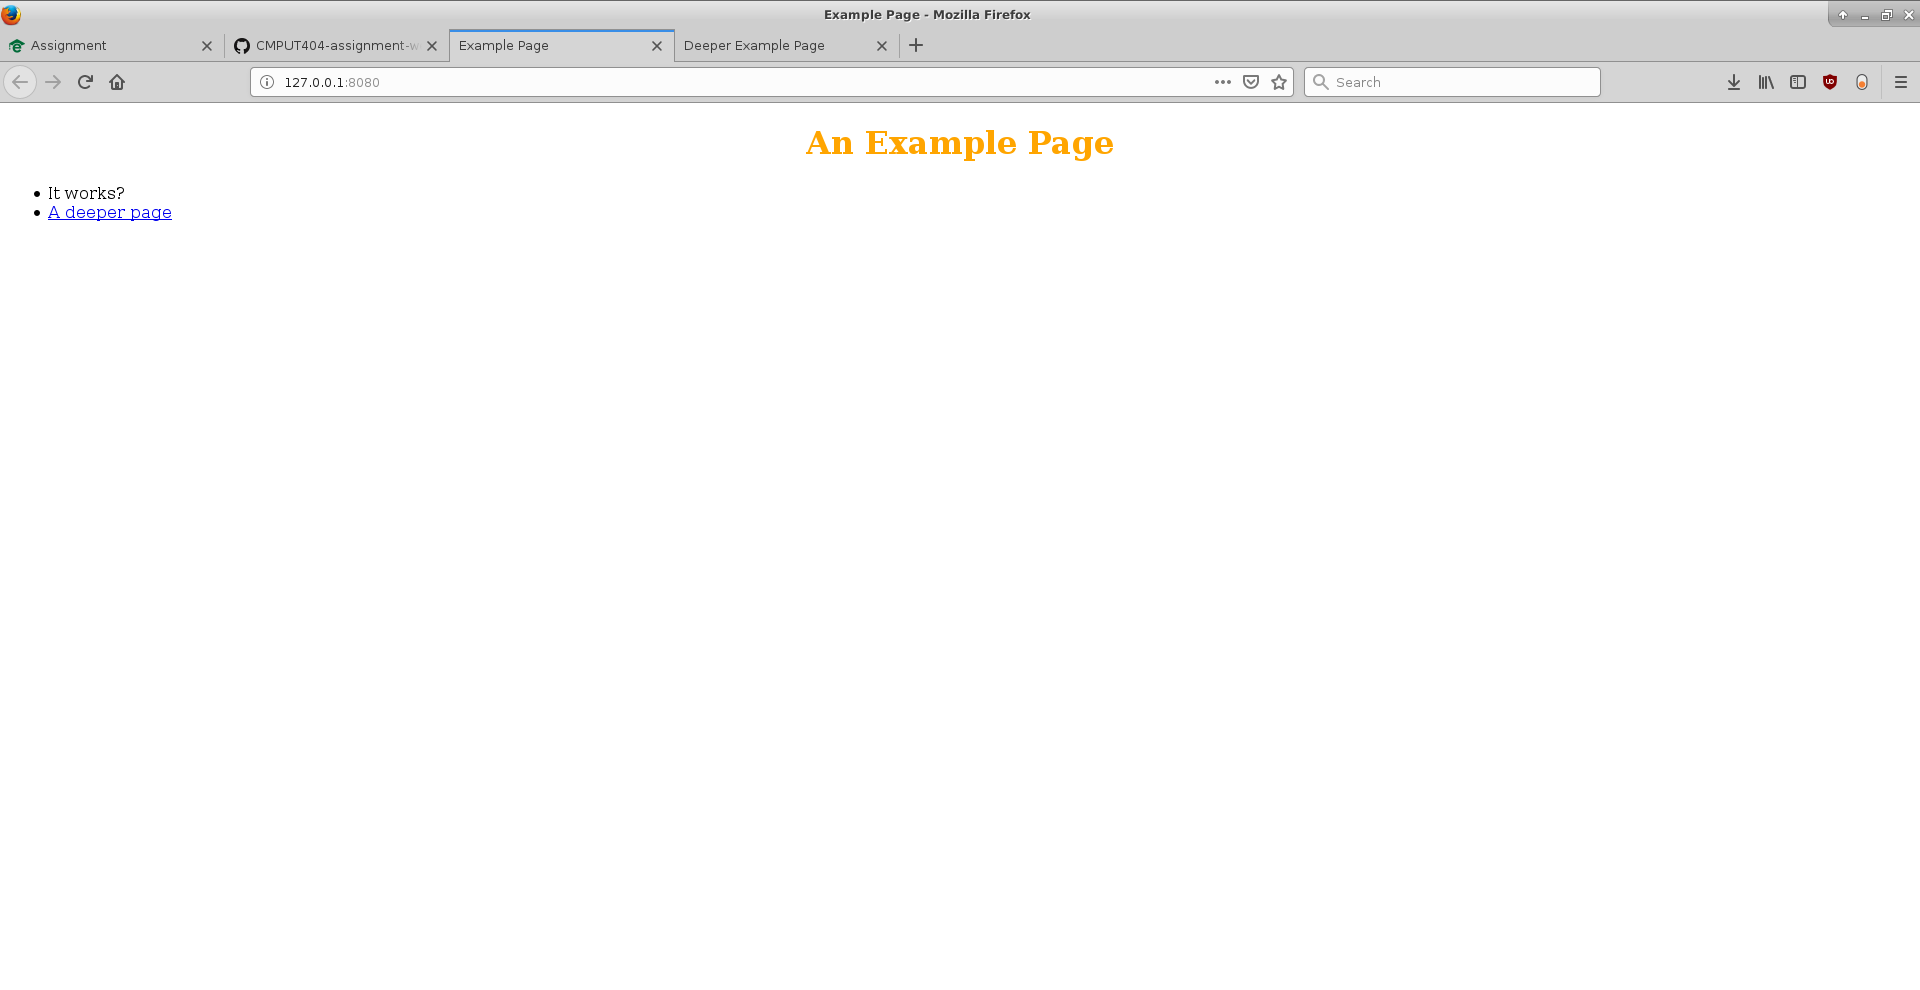 Example Page - Mozilla Firefox
Assignment
CMPUT404-assignment-w
Example Page
Deeper Example Page
127.0.0.1:8080
Search
An Example Page
• It works?
• A deeper page